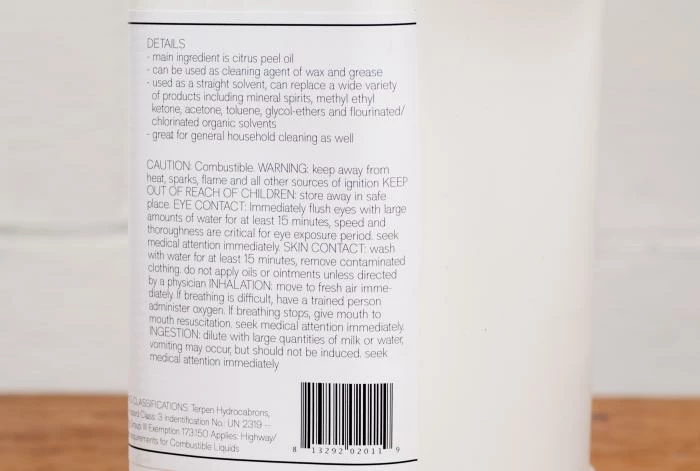 DETAILS
- main ingredient is citrus peel oil
- can be used as cleaning agent of wax and grease
- used as a straight solvent, can replace a wide variety
of products including mineral spirits, methyl ethyl
ketone, acetone, toluene, glycol-ethers and flourinated/
chlorinated organic solvents
- great for general household cleaning as well
CAUTION: Combustible. WARNING: keep away from
heat, sparks, flame and all other sources of ignition KEEP
OUT OF REACH OF CHILDREN: store away in safe
place. EYE CONTACT: Immediately flush eyes with large
amounts of water for at least 15 minutes, speed and
thoroughness are critical for eye exposure period. seek
medical attention immediately. SKIN CONTACT: wash
with water for at least 15 minutes, remove contaminated
clothing. do not apply oils or ointments unless directed
by a physician INHALATION: move to fresh air imme-
diately. If breathing is difficult, have a trained person
administer oxygen. If breathing stops, give mouth to
mouth resuscitation. seek medical attention immediately.
INGESTION: dilute with large quantities of milk or water,
vomiting may occur, but should not be induced. seek
medical attention immediately
CLASSIFICATIONS: Terpen Hydrocabrons,
Class: 3 Indentification No.: UN 2319 --
III Exemption 173.150 Applies: Highway/
for Combustible Liquids
8 13292 02011 9